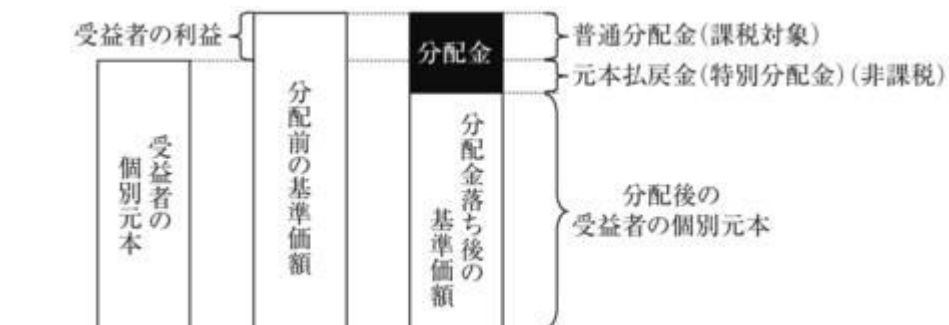 受益者の利益
分配金
普通分配金(課税対象)
元本払戻金(特別分配金)(非課税)
受益者の
個別元本
分配前の基準価額
分配金落ち後の
基準価額
分配後の
受益者の個別元本